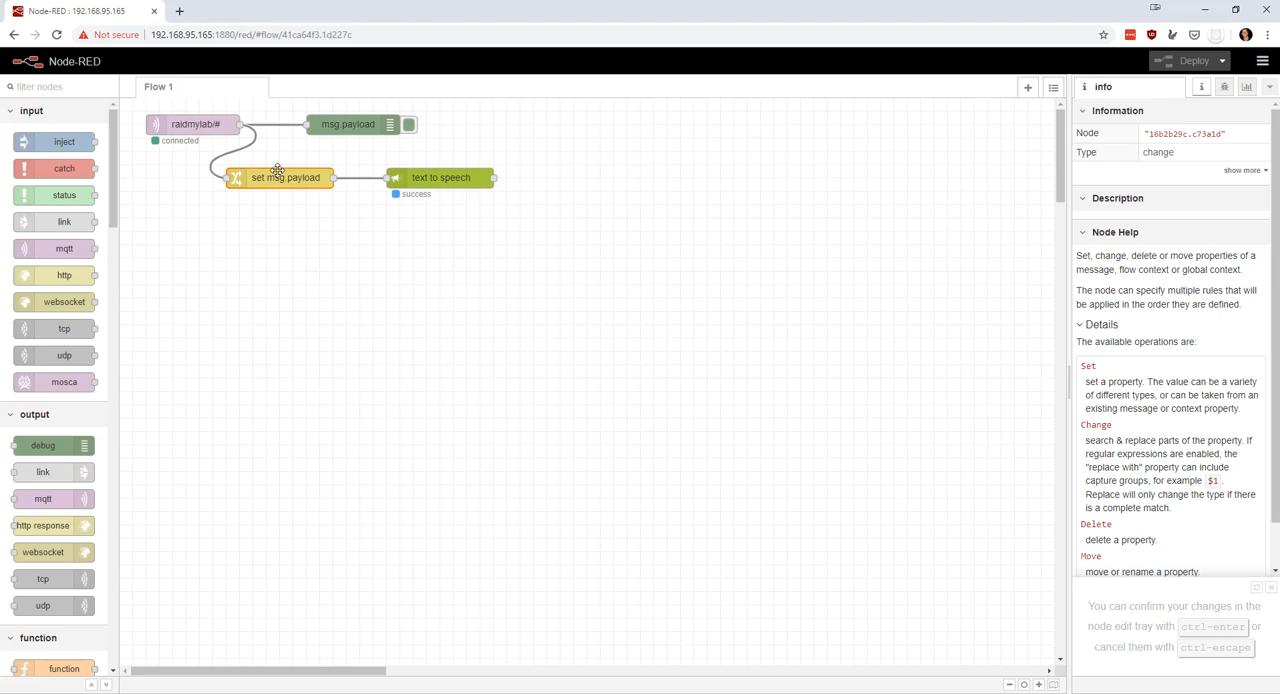 Node-RED : 192.168.95.165
Not secure
192.168.95.165:1880/red/#flow/41ca64f3.1d227c
Node-RED
Deploy
filter nodes
input
inject
catch
status
link
mqtt
http
websocket
tcp
udp
mosca
output
debug
link
mqtt
http response
websocket
tcp
udp
function
function
Flow 1
raidmylab/#
connected
msg.payload
set msg.payload
text to speech
success
info
Information
Node
"16b2b29c.c73a1d"
Type
change
show more
Description
Node Help
Set, change, delete or move properties of a
message, flow context or global context.
The node can specify multiple rules that will
be applied in the order they are defined.
Details
The available operations are:
Set
set a property. The value can be a variety
of different types, or can be taken from an
existing message or context property.
Change
search & replace parts of the property. If
regular expressions are enabled, the
"replace with" property can include
capture groups, for example $1 .
Replace will only change the type if there
is a complete match.
Delete
delete a property.
Move
move or rename a property.
You can confirm your changes in the
node edit tray with ctrl-enter or
cancel them with ctrl-escape